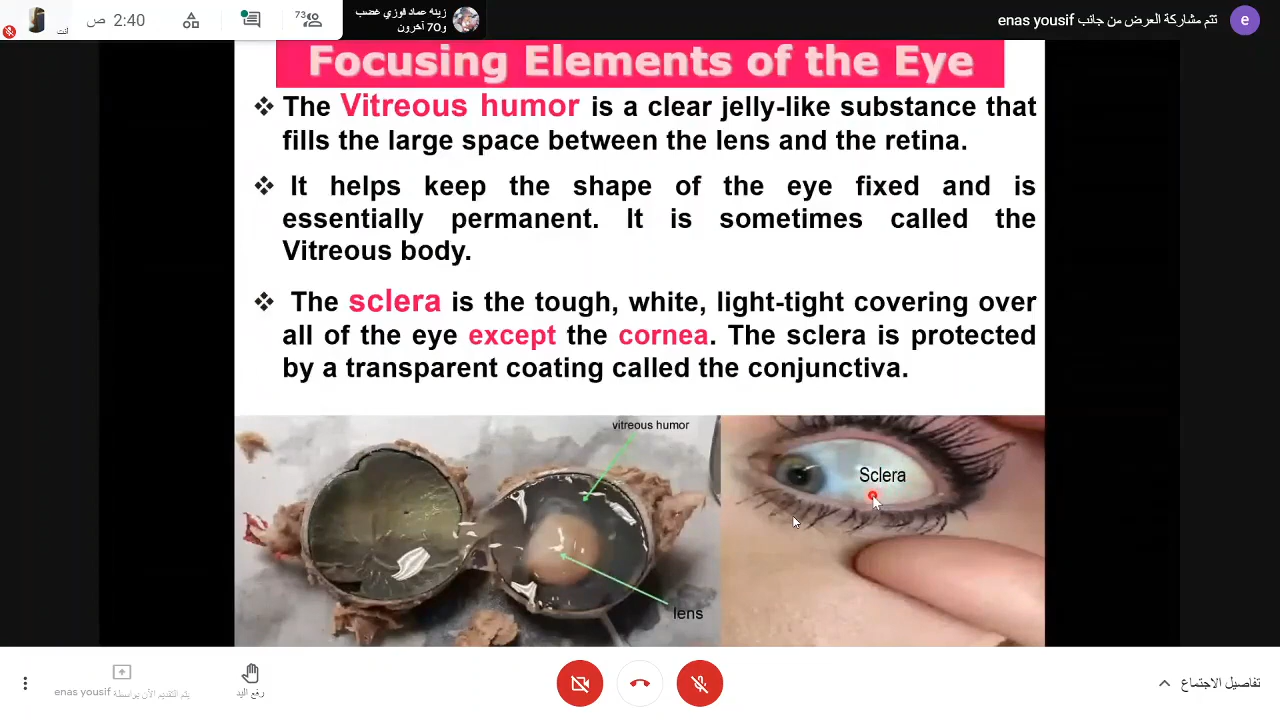 تتم مشاركة العرض من جانب enas yousif
e
زينه عماد فوزي غضب
و70 آخرون
73
2:40 ص
أنت
Focusing Elements of the Eye
❖ The Vitreous humor is a clear jelly-like substance that
fills the large space between the lens and the retina.
❖ It helps keep the shape of the eye fixed and is
essentially permanent. It is sometimes called the
Vitreous body.
❖ The sclera is the tough, white, light-tight covering over
all of the eye except the cornea. The sclera is protected
by a transparent coating called the conjunctiva.
vitreous humor
lens
Sclera
تفاصيل الاجتماع
رفع اليد
يتم التقديم الآن بواسطة enas yousif